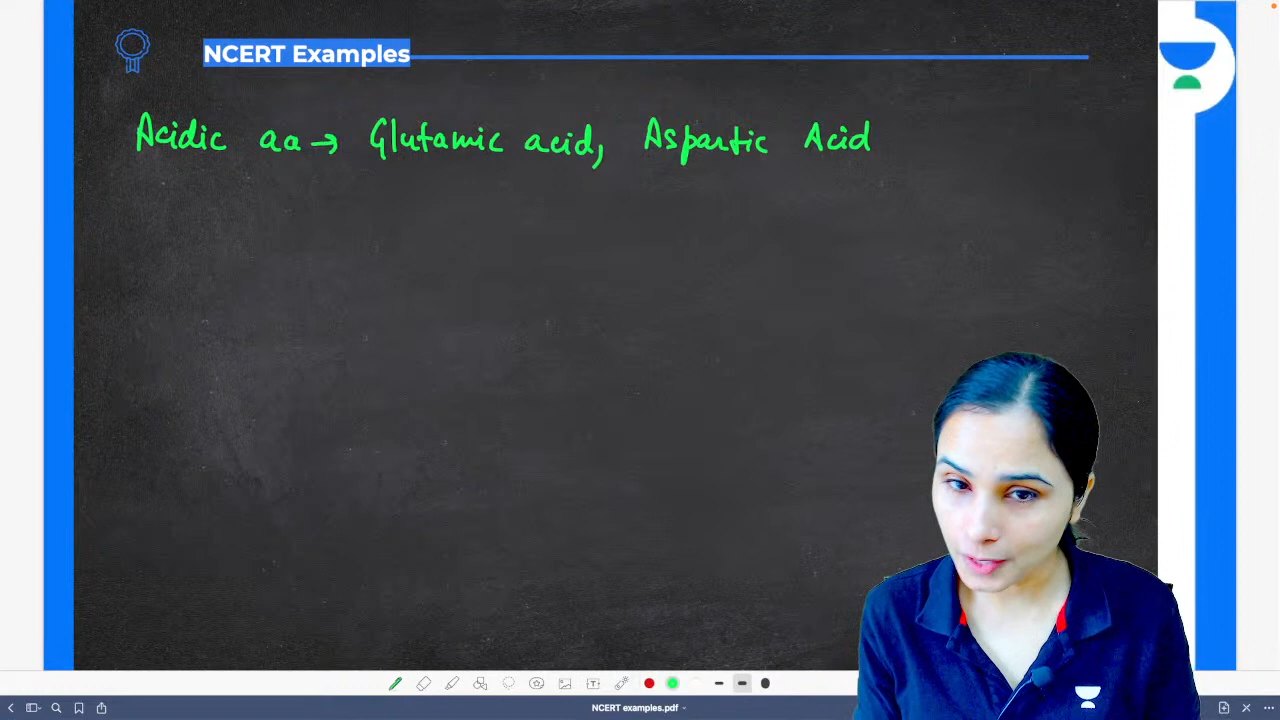 NCERT Examples
Acidic aa → Glutamic acid, Aspartic Acid
NCERT examples.pdf